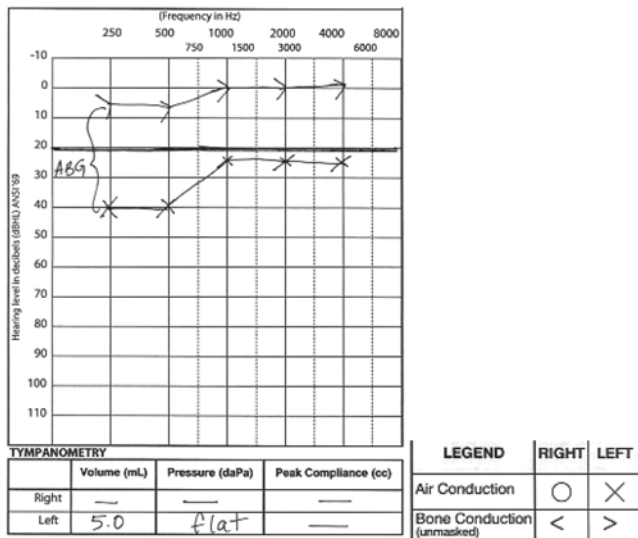 (Frequency in Hz)
250 500 1000 2000 4000 8000
750 1500 3000 6000
Hearing level in decibels (dBHL) ANSI '69
-10
0
10
20
ABG
30
40
50
60
70
80
90
100
110
TYMPANOMETRY
Volume (mL) Pressure (daPa) Peak Compliance (cc)
Right — — —
Left 5.0 flat —
LEGEND RIGHT LEFT
Air Conduction ○ ×
Bone Conduction < >
(unmasked)